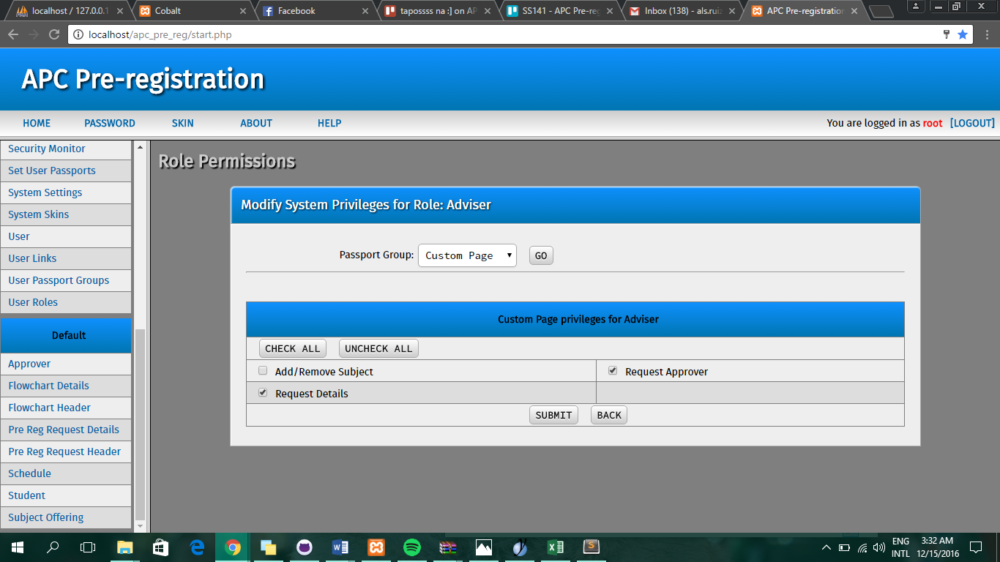 localhost / 127.0.0.1
Cobalt
Facebook
tapossss na :] on AP
SS141 - APC Pre-reg
Inbox (138) - als.ruiz
APC Pre-registration
localhost/apc_pre_reg/start.php
APC Pre-registration
HOME PASSWORD SKIN ABOUT HELP You are logged in as root [LOGOUT]
Security Monitor
Set User Passports
System Settings
System Skins
User
User Links
User Passport Groups
User Roles
Default
Approver
Flowchart Details
Flowchart Header
Pre Reg Request Details
Pre Reg Request Header
Schedule
Student
Subject Offering
Role Permissions
Modify System Privileges for Role: Adviser
Passport Group: Custom Page GO
Custom Page privileges for Adviser
CHECK ALL UNCHECK ALL
Add/Remove Subject Request Approver
Request Details
SUBMIT BACK
ENG 3:32 AM
INTL 12/15/2016